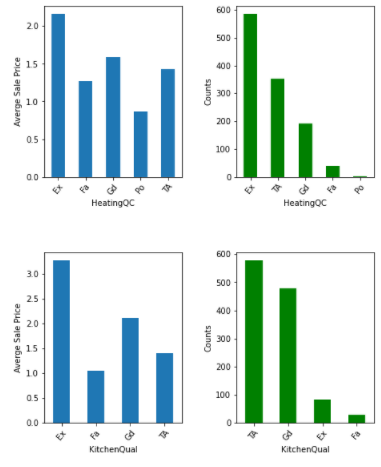 Averge Sale Price
2.0
1.5
1.0
0.5
0.0
Ex
Fa
Gd
Po
TA
HeatingQC
Counts
600
500
400
300
200
100
0
Ex
TA
Gd
Fa
Po
HeatingQC
Averge Sale Price
3.0
2.5
2.0
1.5
1.0
0.5
0.0
Ex
Fa
Gd
TA
KitchenQual
Counts
600
500
400
300
200
100
0
TA
Gd
Ex
Fa
KitchenQual